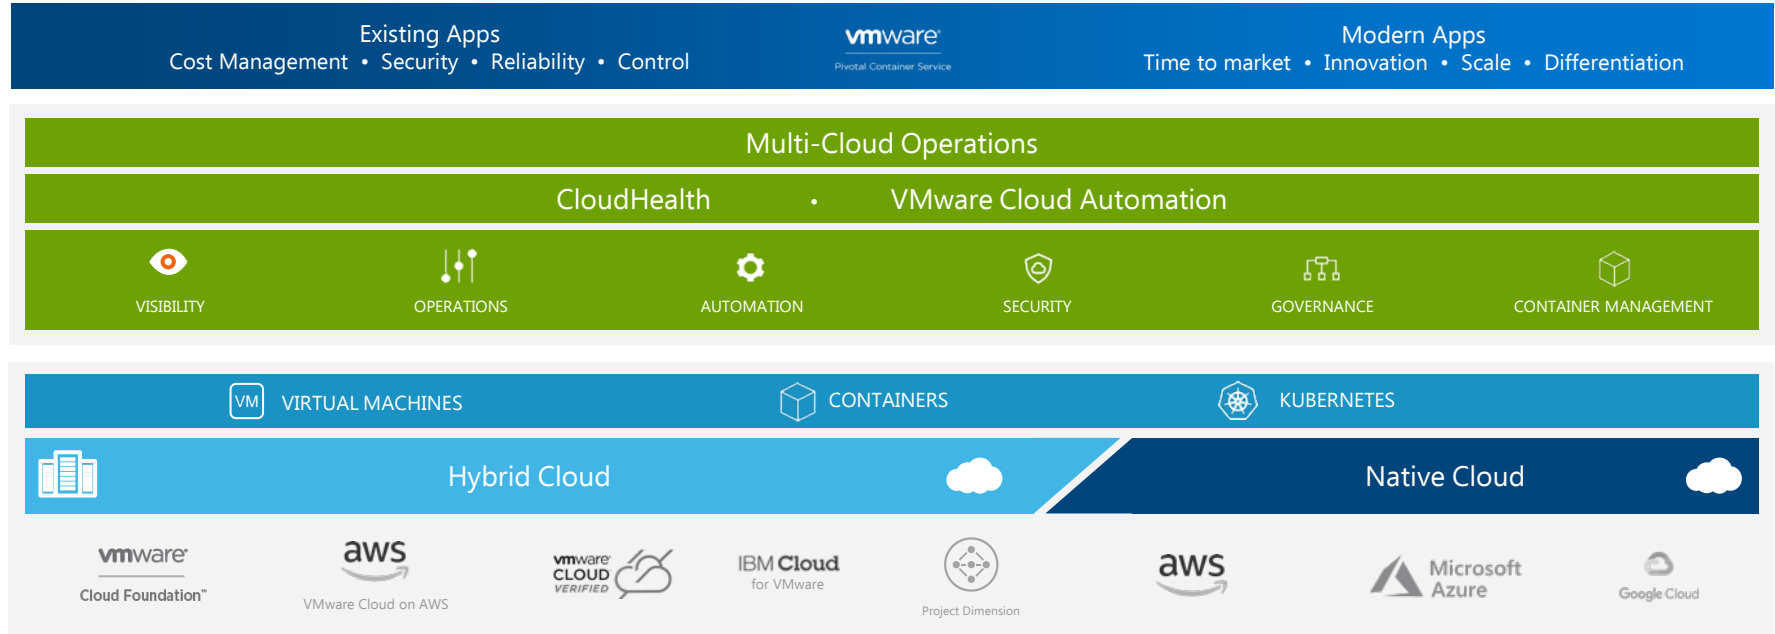 Existing Apps
Cost Management • Security • Reliability • Control
vmware®
Pivotal Container Service
Modern Apps
Time to market • Innovation • Scale • Differentiation
Multi-Cloud Operations
CloudHealth • VMware Cloud Automation
VISIBILITY
OPERATIONS
AUTOMATION
SECURITY
GOVERNANCE
CONTAINER MANAGEMENT
VM VIRTUAL MACHINES
CONTAINERS
KUBERNETES
Hybrid Cloud
Native Cloud
vmware®
Cloud Foundation™
aws
VMware Cloud on AWS
vmware®
CLOUD
VERIFIED
IBM Cloud
for VMware
Project Dimension
aws
Microsoft
Azure
Google Cloud